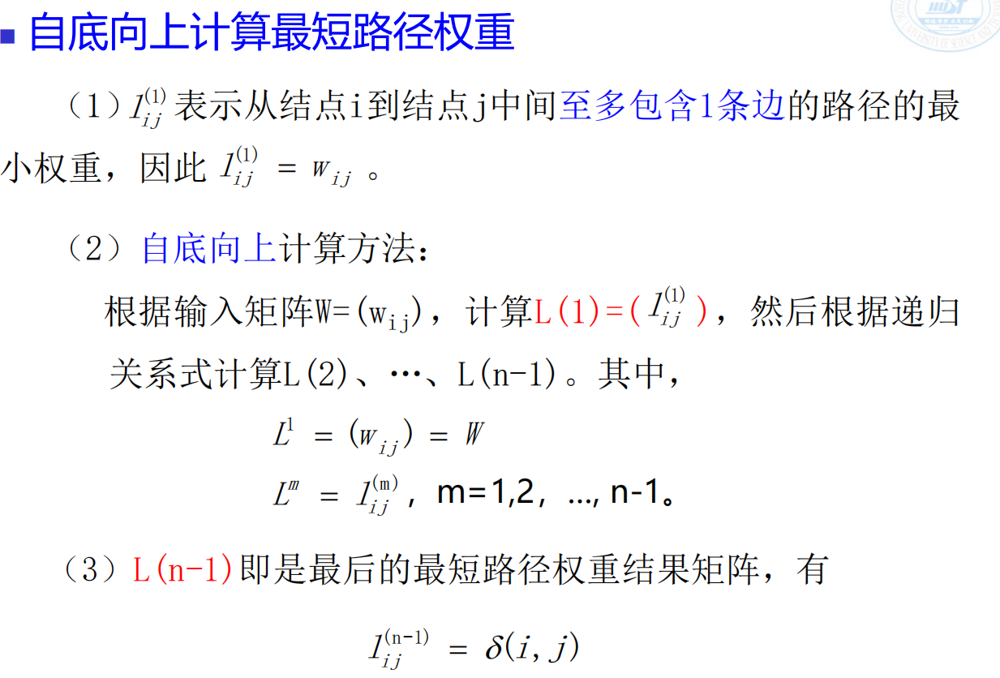 自底向上计算最短路径权重
（1）l_{ij}^{(1)} 表示从结点i到结点j中间至多包含1条边的路径的最
小权重，因此 l_{ij}^{(1)} = w_{ij} 。
（2）自底向上计算方法：
根据输入矩阵W=(w_{ij})，计算L(1)=( l_{ij}^{(1)} )，然后根据递归
关系式计算L(2)、…、L(n-1)。其中，
L^1 = (w_{ij}) = W
L^m = l_{ij}^{(m)}，m=1,2，…, n-1。
（3）L(n-1)即是最后的最短路径权重结果矩阵，有
l_{ij}^{(n-1)} = δ(i, j)